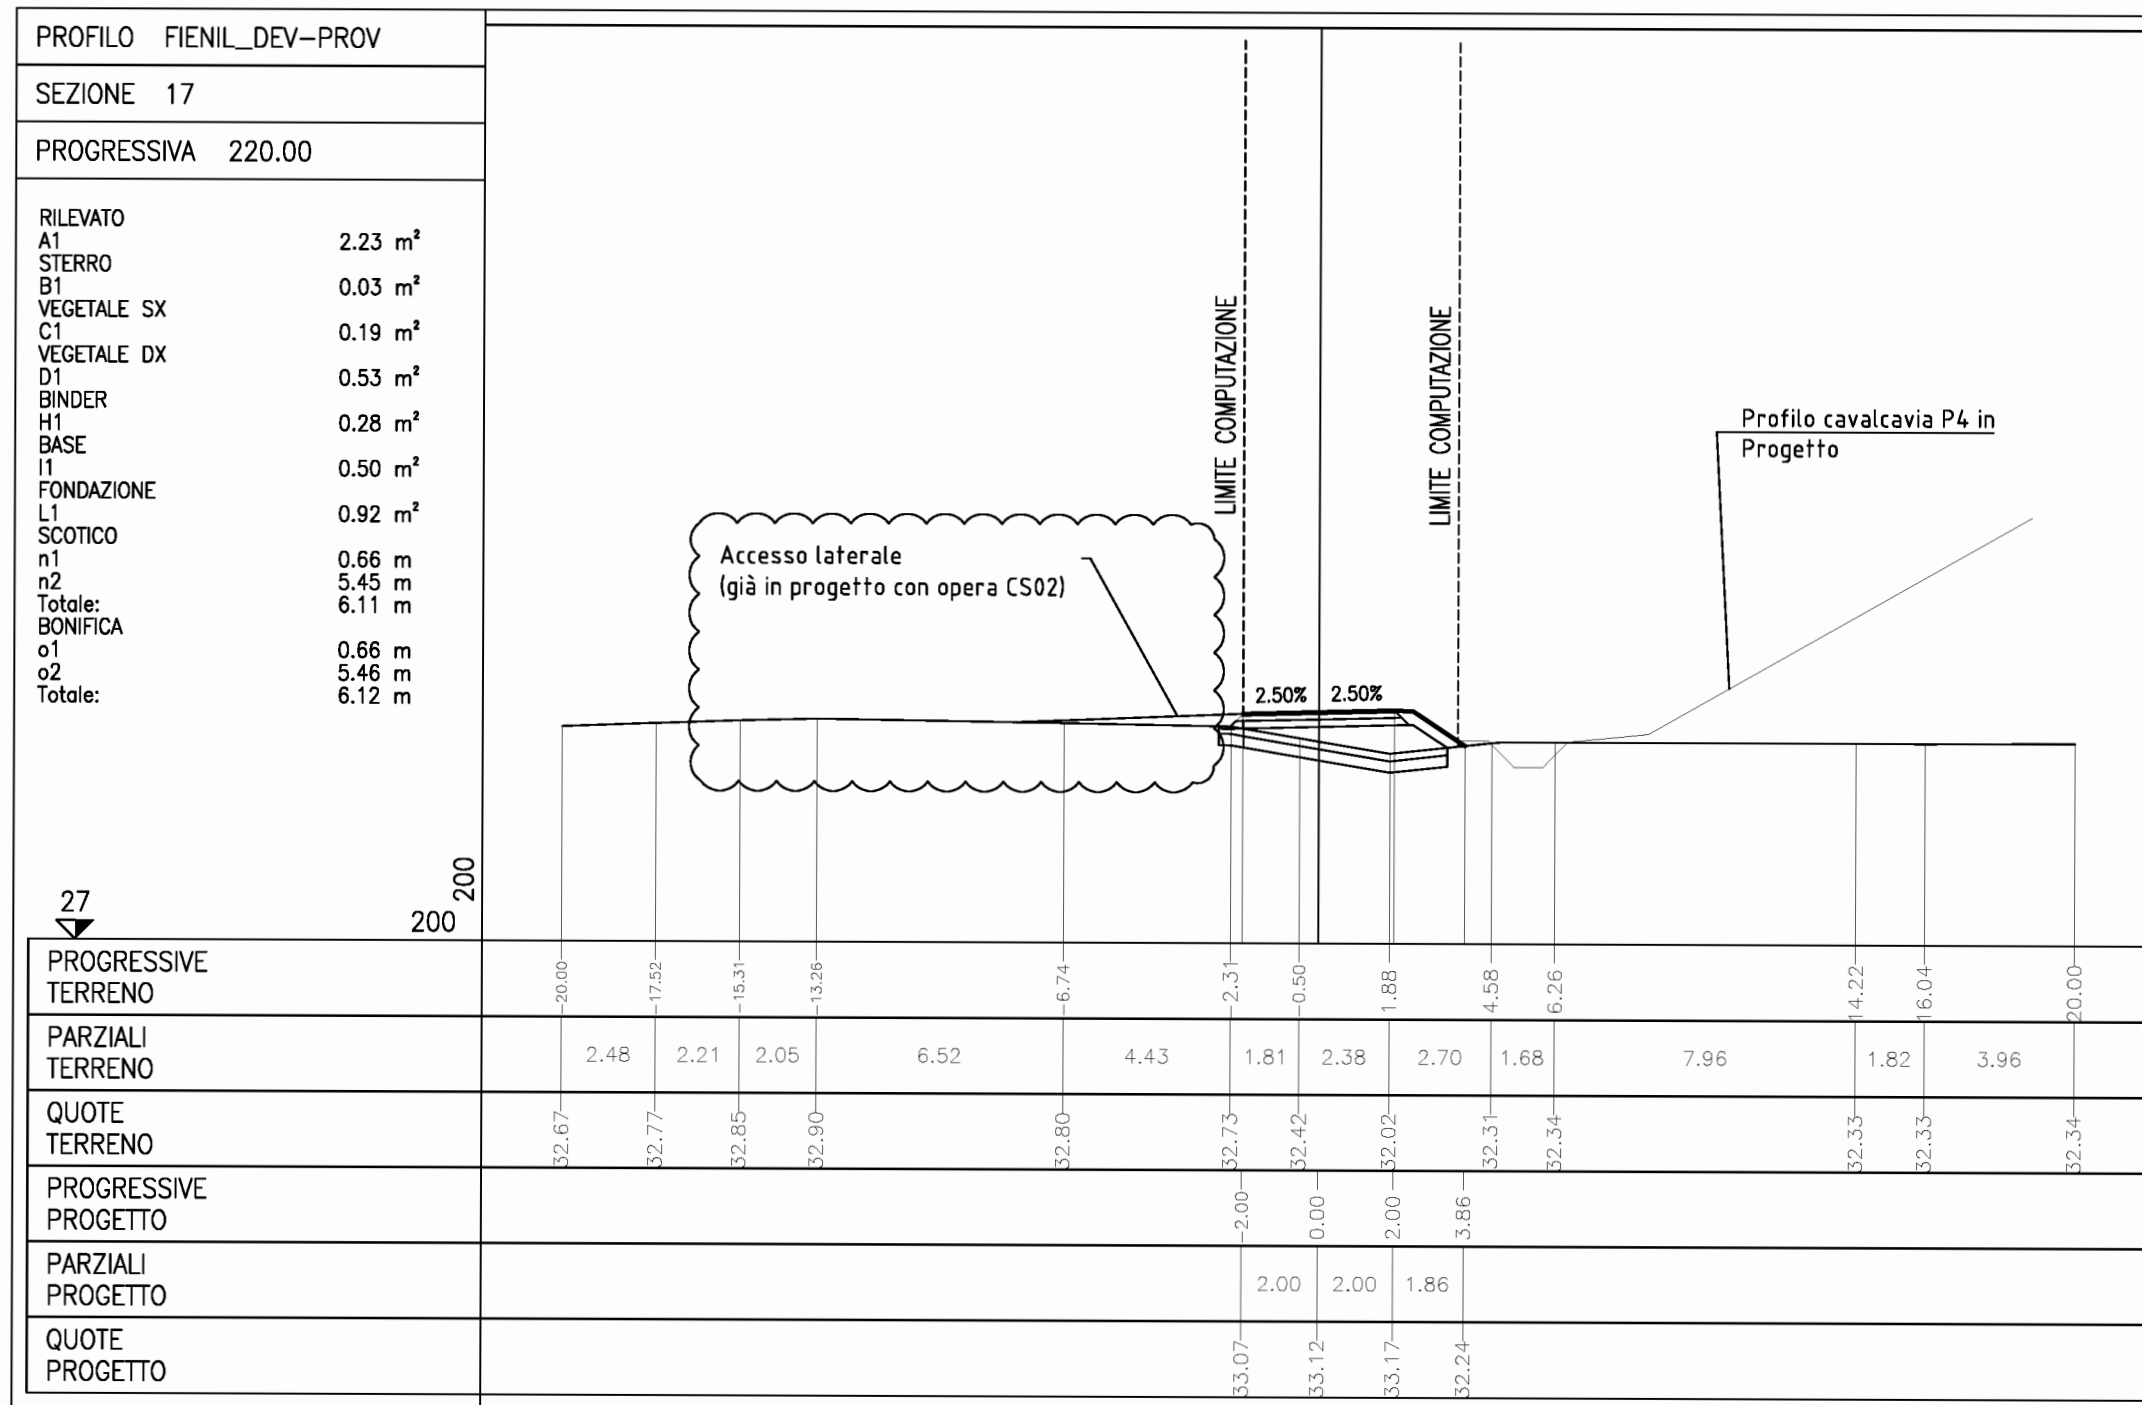 PROFILO FIENIL_DEV-PROV
SEZIONE 17
PROGRESSIVA 220.00
RILEVATO
A1 2.23 m²
STERRO
B1 0.03 m²
VEGETALE SX
C1 0.19 m²
VEGETALE DX
D1 0.53 m²
BINDER
H1 0.28 m²
BASE
I1 0.50 m²
FONDAZIONE
L1 0.92 m²
SCOTICO
n1 0.66 m
n2 5.45 m
Totale: 6.11 m
BONIFICA
o1 0.66 m
o2 5.46 m
Totale: 6.12 m
27
200
200
LIMITE COMPUTAZIONE
LIMITE COMPUTAZIONE
Profilo cavalcavia P4 in
Progetto
Accesso laterale
(già in progetto con opera CS02)
2.50% 2.50%
PROGRESSIVE
TERRENO
-20.00 -17.52 -15.31 -13.26 -6.74 -2.31 -0.50 1.88 4.58 6.26 14.22 16.04 20.00
PARZIALI
TERRENO
2.48 2.21 2.05 6.52 4.43 1.81 2.38 2.70 1.68 7.96 1.82 3.96
QUOTE
TERRENO
32.67 32.77 32.85 32.90 32.80 32.73 32.42 32.02 32.31 32.34 32.33 32.33 32.34
PROGRESSIVE
PROGETTO
-2.00 0.00 2.00 3.86
PARZIALI
PROGETTO
2.00 2.00 1.86
QUOTE
PROGETTO
33.07 33.12 33.17 32.24